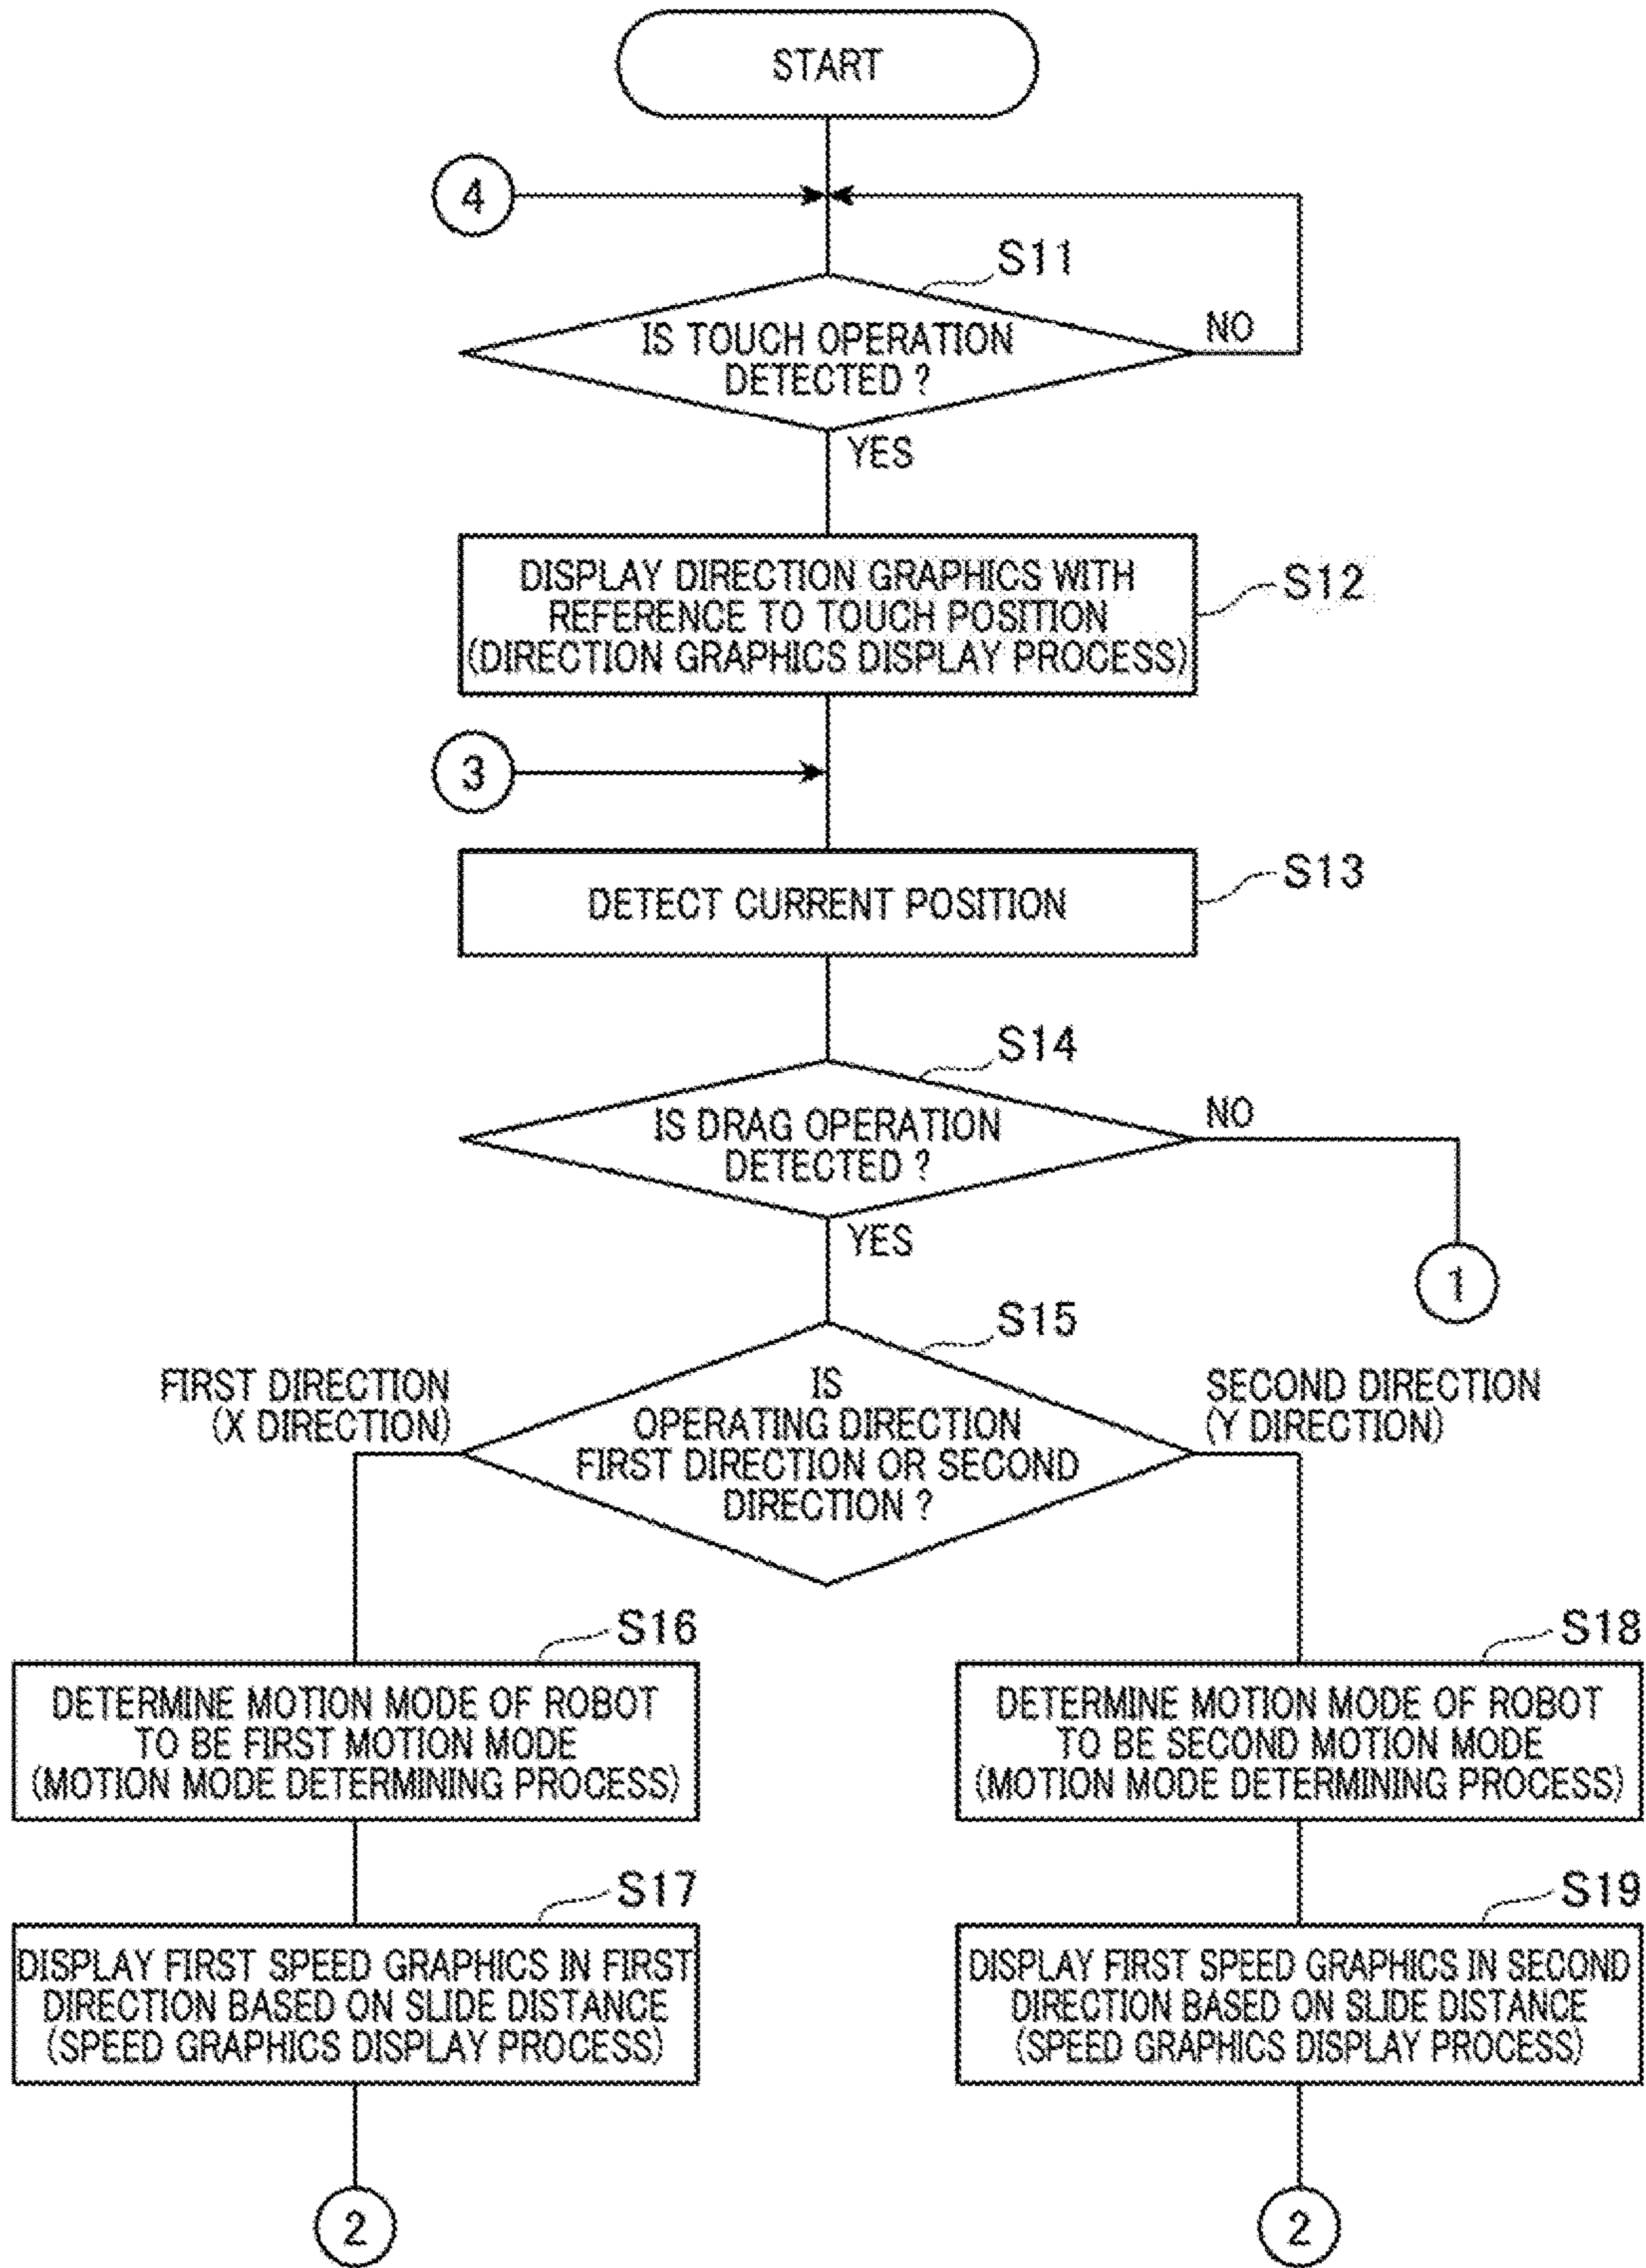 START
4
S11
IS TOUCH OPERATION
DETECTED ?
NO
YES
DISPLAY DIRECTION GRAPHICS WITH
REFERENCE TO TOUCH POSITION
(DIRECTION GRAPHICS DISPLAY PROCESS)
S12
3
DETECT CURRENT POSITION
S13
S14
IS DRAG OPERATION
DETECTED ?
NO
YES
1
S15
FIRST DIRECTION
(X DIRECTION)
IS
OPERATING DIRECTION
FIRST DIRECTION OR SECOND
DIRECTION ?
SECOND DIRECTION
(Y DIRECTION)
S16
DETERMINE MOTION MODE OF ROBOT
TO BE FIRST MOTION MODE
(MOTION MODE DETERMINING PROCESS)
S18
DETERMINE MOTION MODE OF ROBOT
TO BE SECOND MOTION MODE
(MOTION MODE DETERMINING PROCESS)
S17
DISPLAY FIRST SPEED GRAPHICS IN FIRST
DIRECTION BASED ON SLIDE DISTANCE
(SPEED GRAPHICS DISPLAY PROCESS)
S19
DISPLAY FIRST SPEED GRAPHICS IN SECOND
DIRECTION BASED ON SLIDE DISTANCE
(SPEED GRAPHICS DISPLAY PROCESS)
2
2